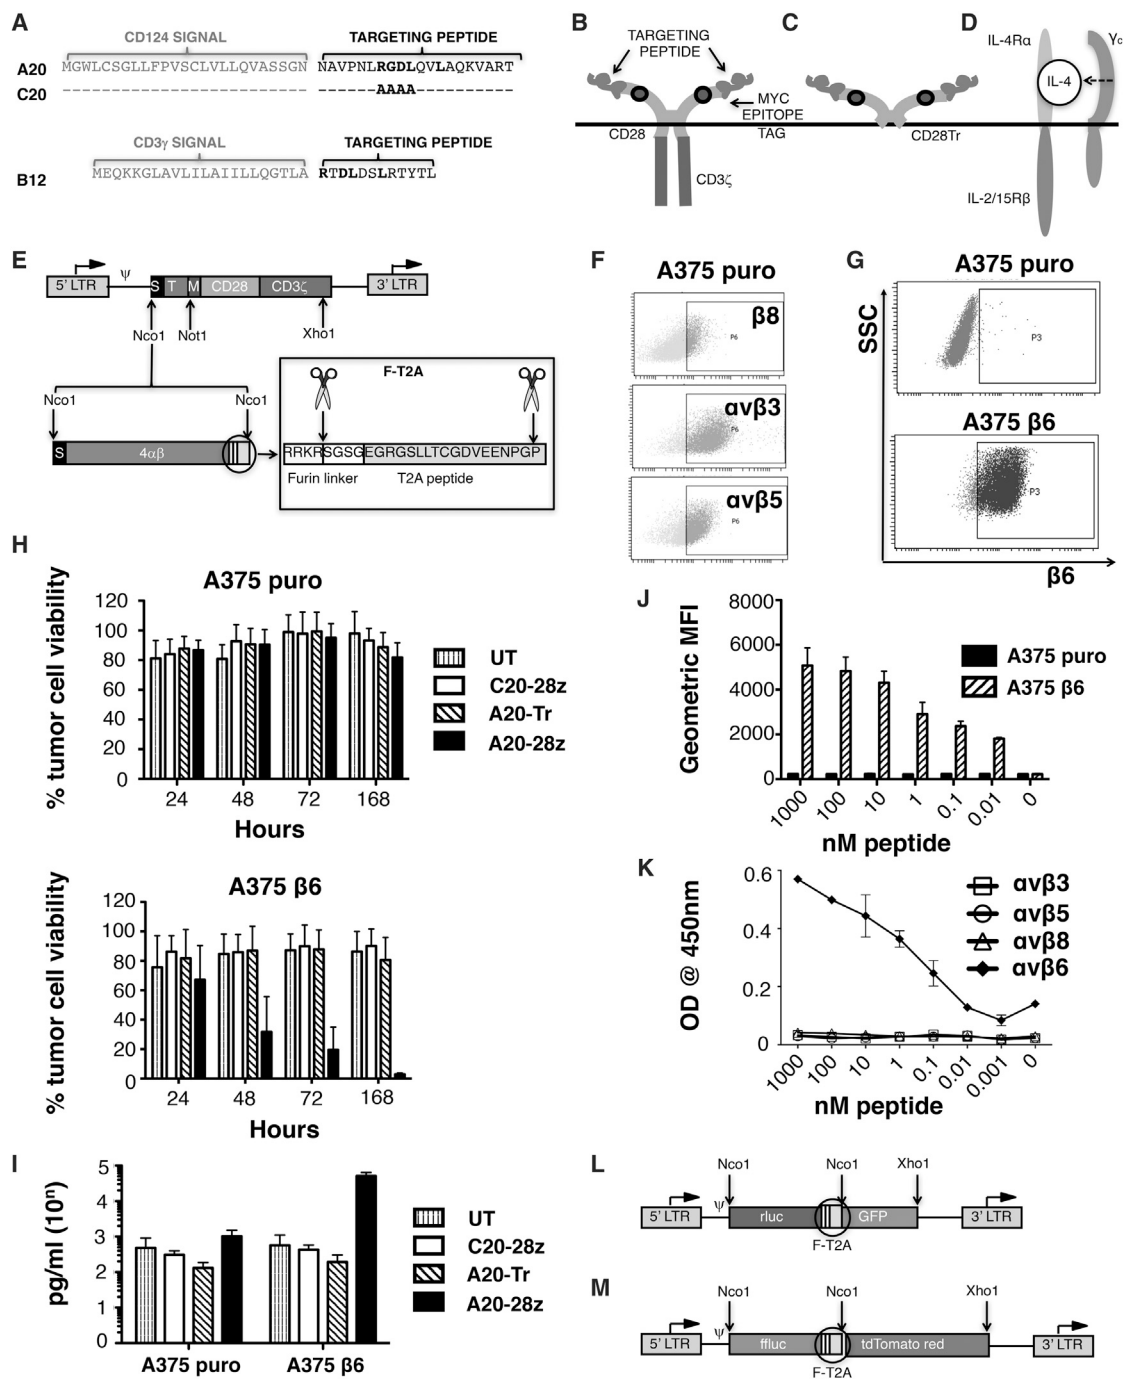 A
CD124 SIGNAL
TARGETING PEPTIDE
A20
MGWLCSGLLFPVSCLVLLQVASSGN
NAVPNLRGDLQVLAQKVART
C20
AAAA
CD3γ SIGNAL
TARGETING PEPTIDE
B12
MEQKKGLAVLILAIILLQGTLA
RTDLDSLRTYTL
B
TARGETING
PEPTIDE
MYC
EPITOPE
TAG
CD28
CD3ζ
C
CD28Tr
D
IL-4Rα
γc
IL-4
IL-2/15Rβ
E
5' LTR
ψ
S
T
M
CD28
CD3ζ
3' LTR
Nco1
Not1
Xho1
Nco1
Nco1
S
4αβ
F-T2A
RRKRSGSGEGRGSLLTCGDVEENPGP
Furin linker
T2A peptide
F
A375 puro
β8
P6
αvβ3
P6
αvβ5
P6
G
A375 puro
SSC
P3
A375 β6
P3
β6
H
A375 puro
% tumor cell viability
120
100
80
60
40
20
0
24
48
72
168
Hours
UT
C20-28z
A20-Tr
A20-28z
A375 β6
% tumor cell viability
120
100
80
60
40
20
0
24
48
72
168
Hours
I
pg/ml (10ⁿ)
5
4
3
2
1
0
A375 puro
A375 β6
UT
C20-28z
A20-Tr
A20-28z
J
Geometric MFI
8000
6000
4000
2000
0
1000
100
10
1
0.1
0.01
0
nM peptide
A375 puro
A375 β6
K
OD @ 450nm
0.6
0.4
0.2
0
1000
100
10
1
0.1
0.01
0.001
0
nM peptide
αvβ3
αvβ5
αvβ8
αvβ6
L
Nco1
Nco1
Xho1
5' LTR
ψ
rluc
GFP
3' LTR
F-T2A
M
Nco1
Nco1
Xho1
5' LTR
ψ
ffluc
tdTomato red
3' LTR
F-T2A